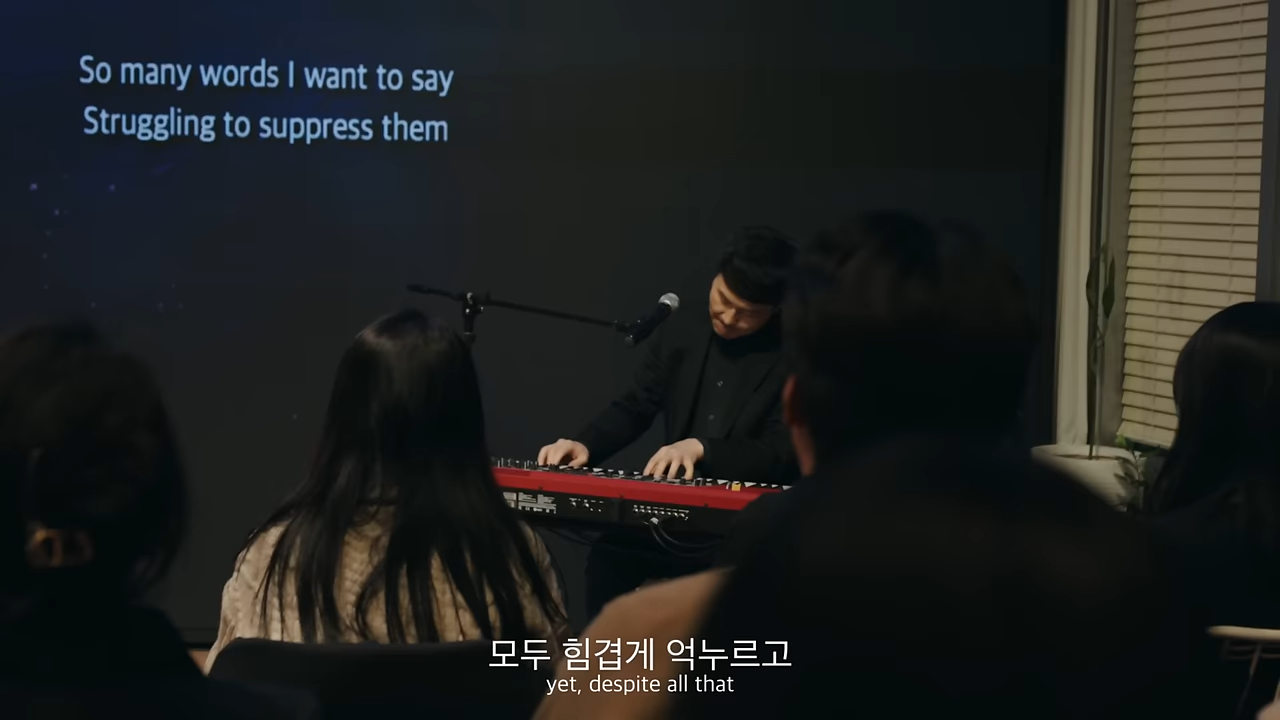 So many words I want to say
Struggling to suppress them
모두 힘겹게 억누르고
yet, despite all that